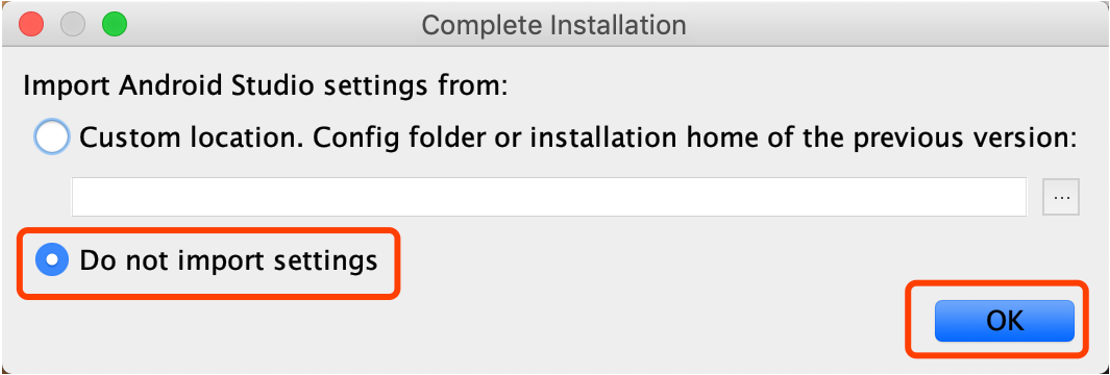 Complete Installation
Import Android Studio settings from:
Custom location. Config folder or installation home of the previous version:
...
Do not import settings
OK